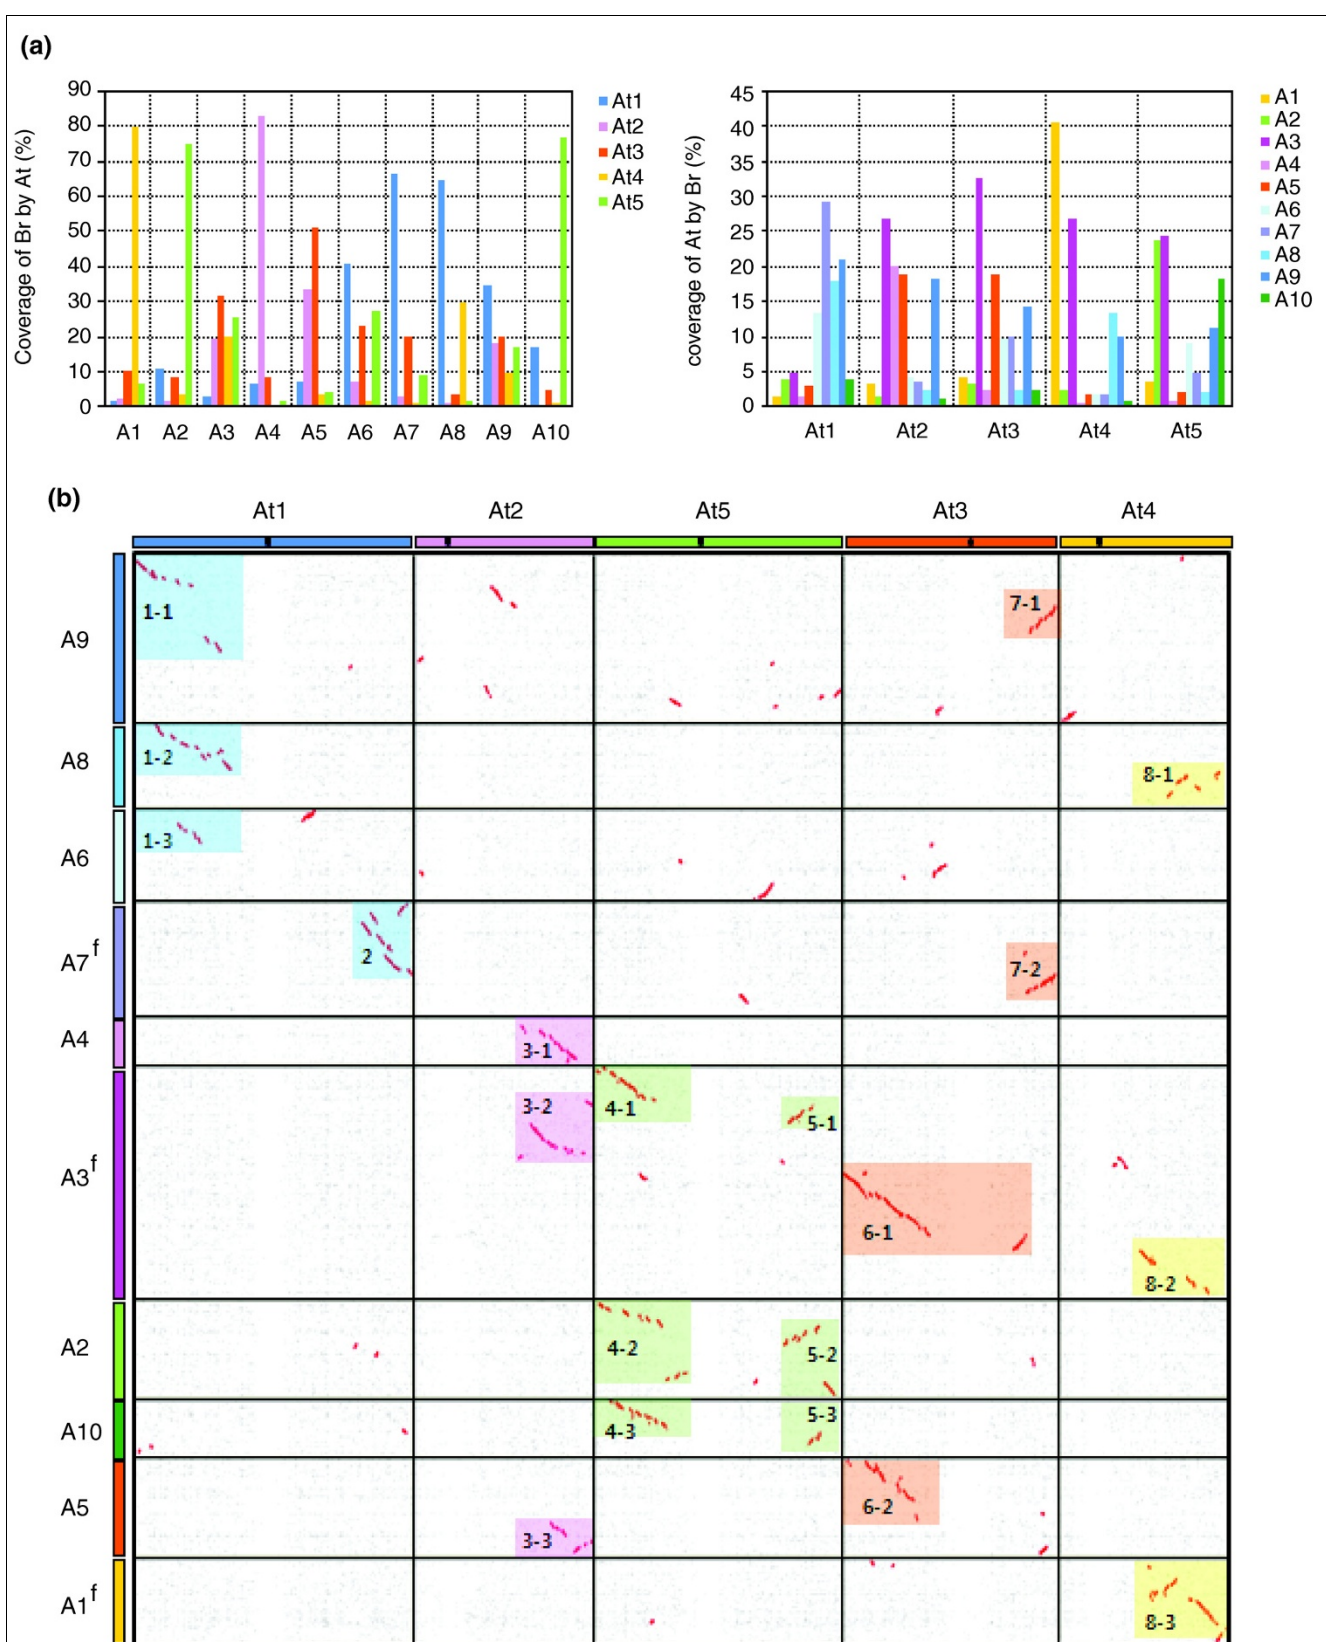 (a)
Coverage of Br by At (%)
90
80
70
60
50
40
30
20
10
0
A1 A2 A3 A4 A5 A6 A7 A8 A9 A10
At1
At2
At3
At4
At5
coverage of At by Br (%)
45
40
35
30
25
20
15
10
5
0
At1 At2 At3 At4 At5
A1
A2
A3
A4
A5
A6
A7
A8
A9
A10
(b)
At1 At2 At5 At3 At4
A9
1-1 7-1
A8
1-2 8-1
A6
1-3
A7f
2 7-2
A4
3-1
A3f
3-2 4-1 5-1
6-1
8-2
A2
4-2 5-2
A10
4-3 5-3
A5
6-2
3-3
A1f
8-3